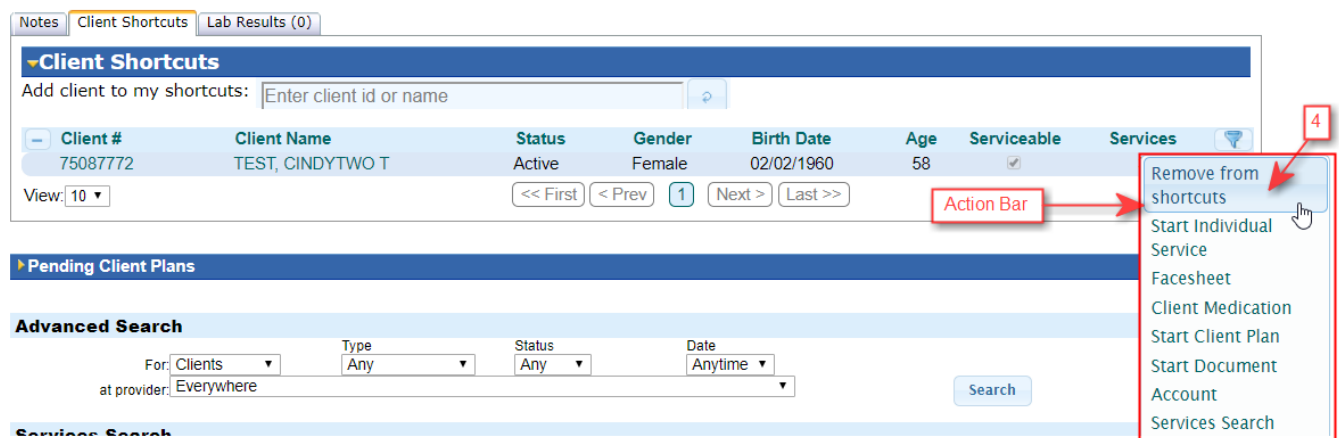 Notes Client Shortcuts Lab Results (0)
Client Shortcuts
Add client to my shortcuts: Enter client id or name
4
Client # Client Name Status Gender Birth Date Age Serviceable Services
75087772 TEST, CINDYTWO T Active Female 02/02/1960 58
View: 10 << First < Prev 1 Next > Last >>
Action Bar
Remove from
shortcuts
Start Individual
Service
Facesheet
Client Medication
Start Client Plan
Start Document
Account
Services Search
Pending Client Plans
Advanced Search
Type Status Date
For: Clients Any Any Anytime
at provider: Everywhere
Search
Services Search